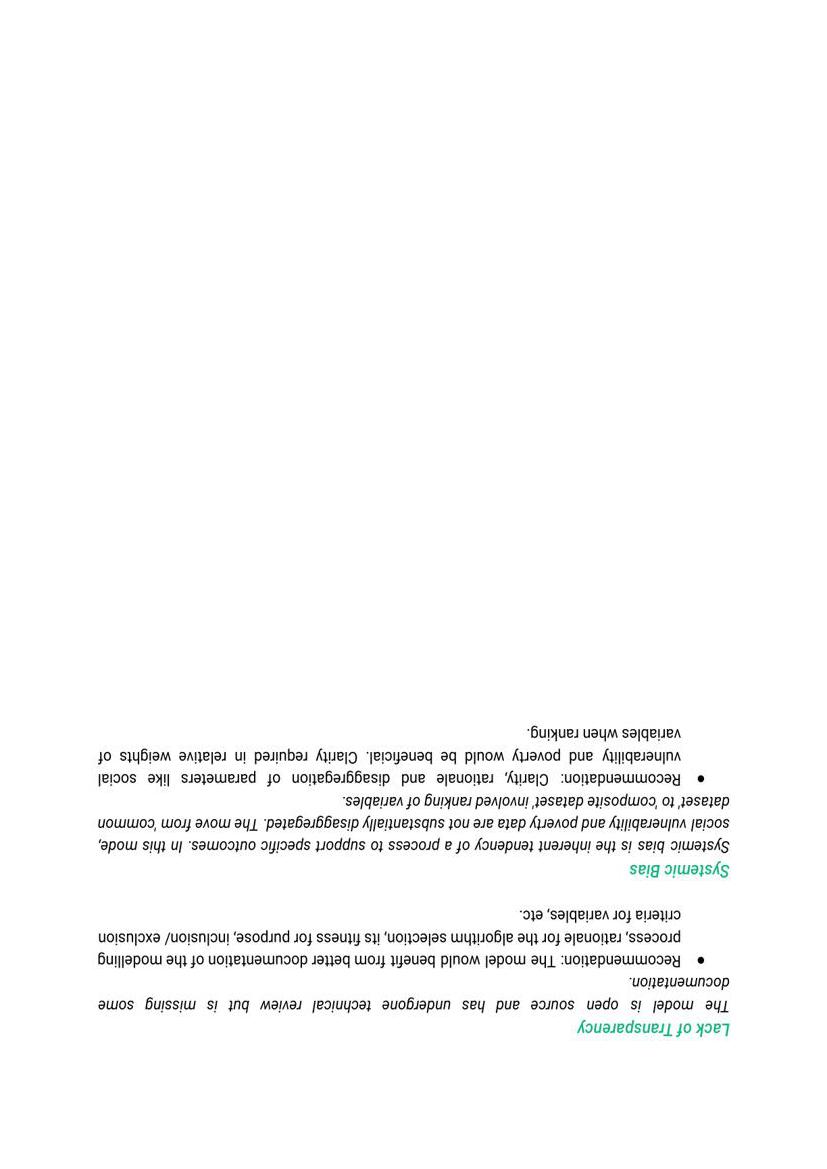 Lack of Transparency
The model is open source and has undergone technical review but is missing some
documentation.
● Recommendation: The model would benefit from better documentation of the modelling
process, rationale for the algorithm selection, its fitness for purpose, inclusion/ exclusion
criteria for variables, etc.
Systemic Bias
Systemic bias is the inherent tendency of a process to support specific outcomes. In this mode,
social vulnerability and poverty data are not substantially disaggregated. The move from 'common
dataset' to 'composite dataset' involved ranking of variables.
● Recommendation: Clarity, rationale and disaggregation of parameters like social
vulnerability and poverty would be beneficial. Clarity required in relative weights of
variables when ranking.